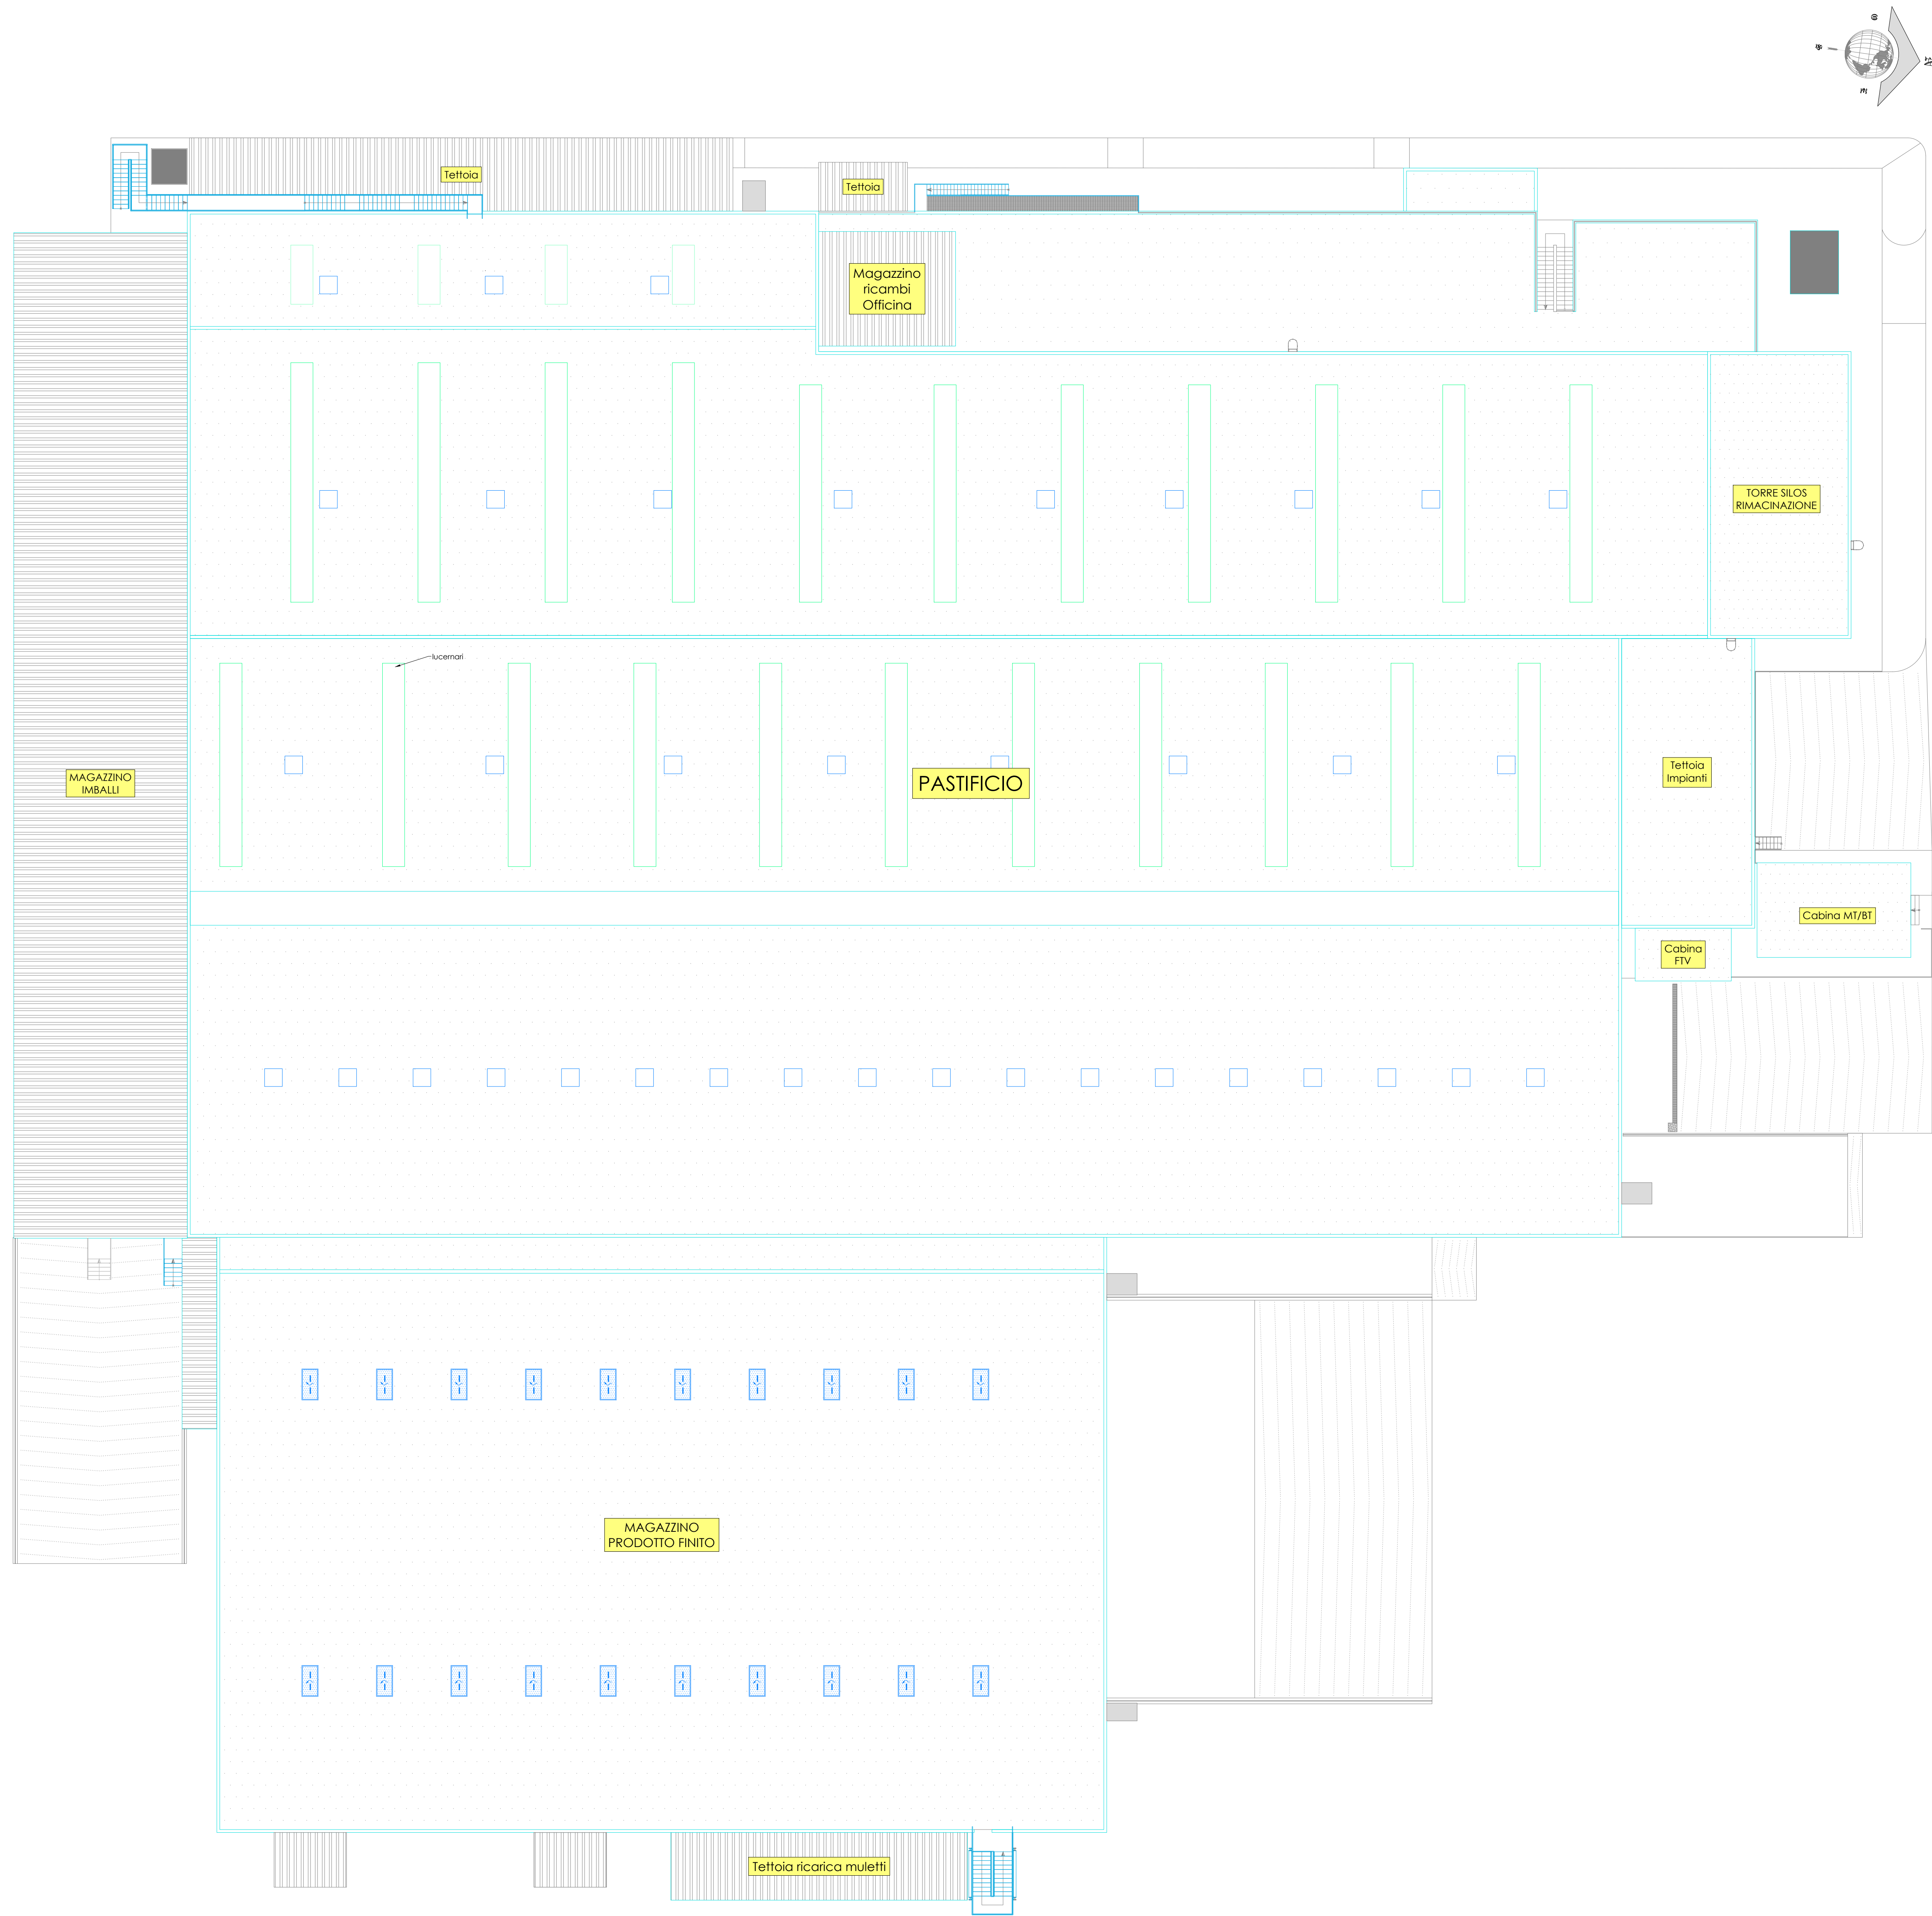 N
Tettoia
Tettoia
Magazzino
ricambi
Officina
TORRE SILOS
RIMACINAZIONE
lucernari
MAGAZZINO
IMBALLI
PASTIFICIO
Tettoia
Impianti
Cabina MT/BT
Cabina
FTV
MAGAZZINO
PRODOTTO FINITO
Tettoia ricarica muletti